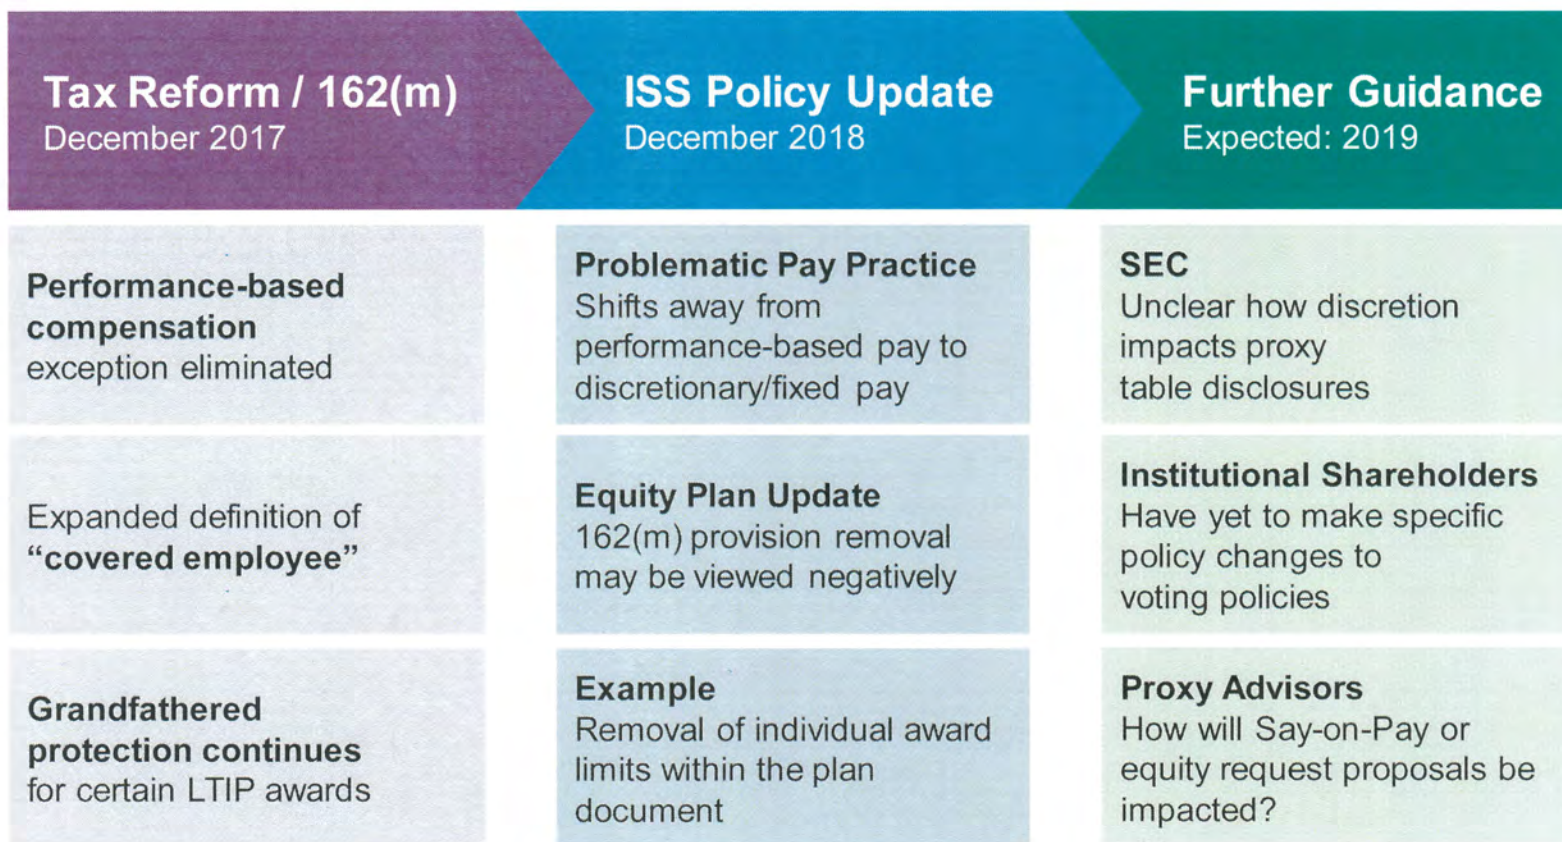 Tax Reform / 162(m)
December 2017
ISS Policy Update
December 2018
Further Guidance
Expected: 2019
Performance-based
compensation
exception eliminated
Expanded definition of
“covered employee”
Grandfathered
protection continues
for certain LTIP awards
Problematic Pay Practice
Shifts away from
performance-based pay to
discretionary/fixed pay
Equity Plan Update
162(m) provision removal
may be viewed negatively
Example
Removal of individual award
limits within the plan
document
SEC
Unclear how discretion
impacts proxy
table disclosures
Institutional Shareholders
Have yet to make specific
policy changes to
voting policies
Proxy Advisors
How will Say-on-Pay or
equity request proposals be
impacted?